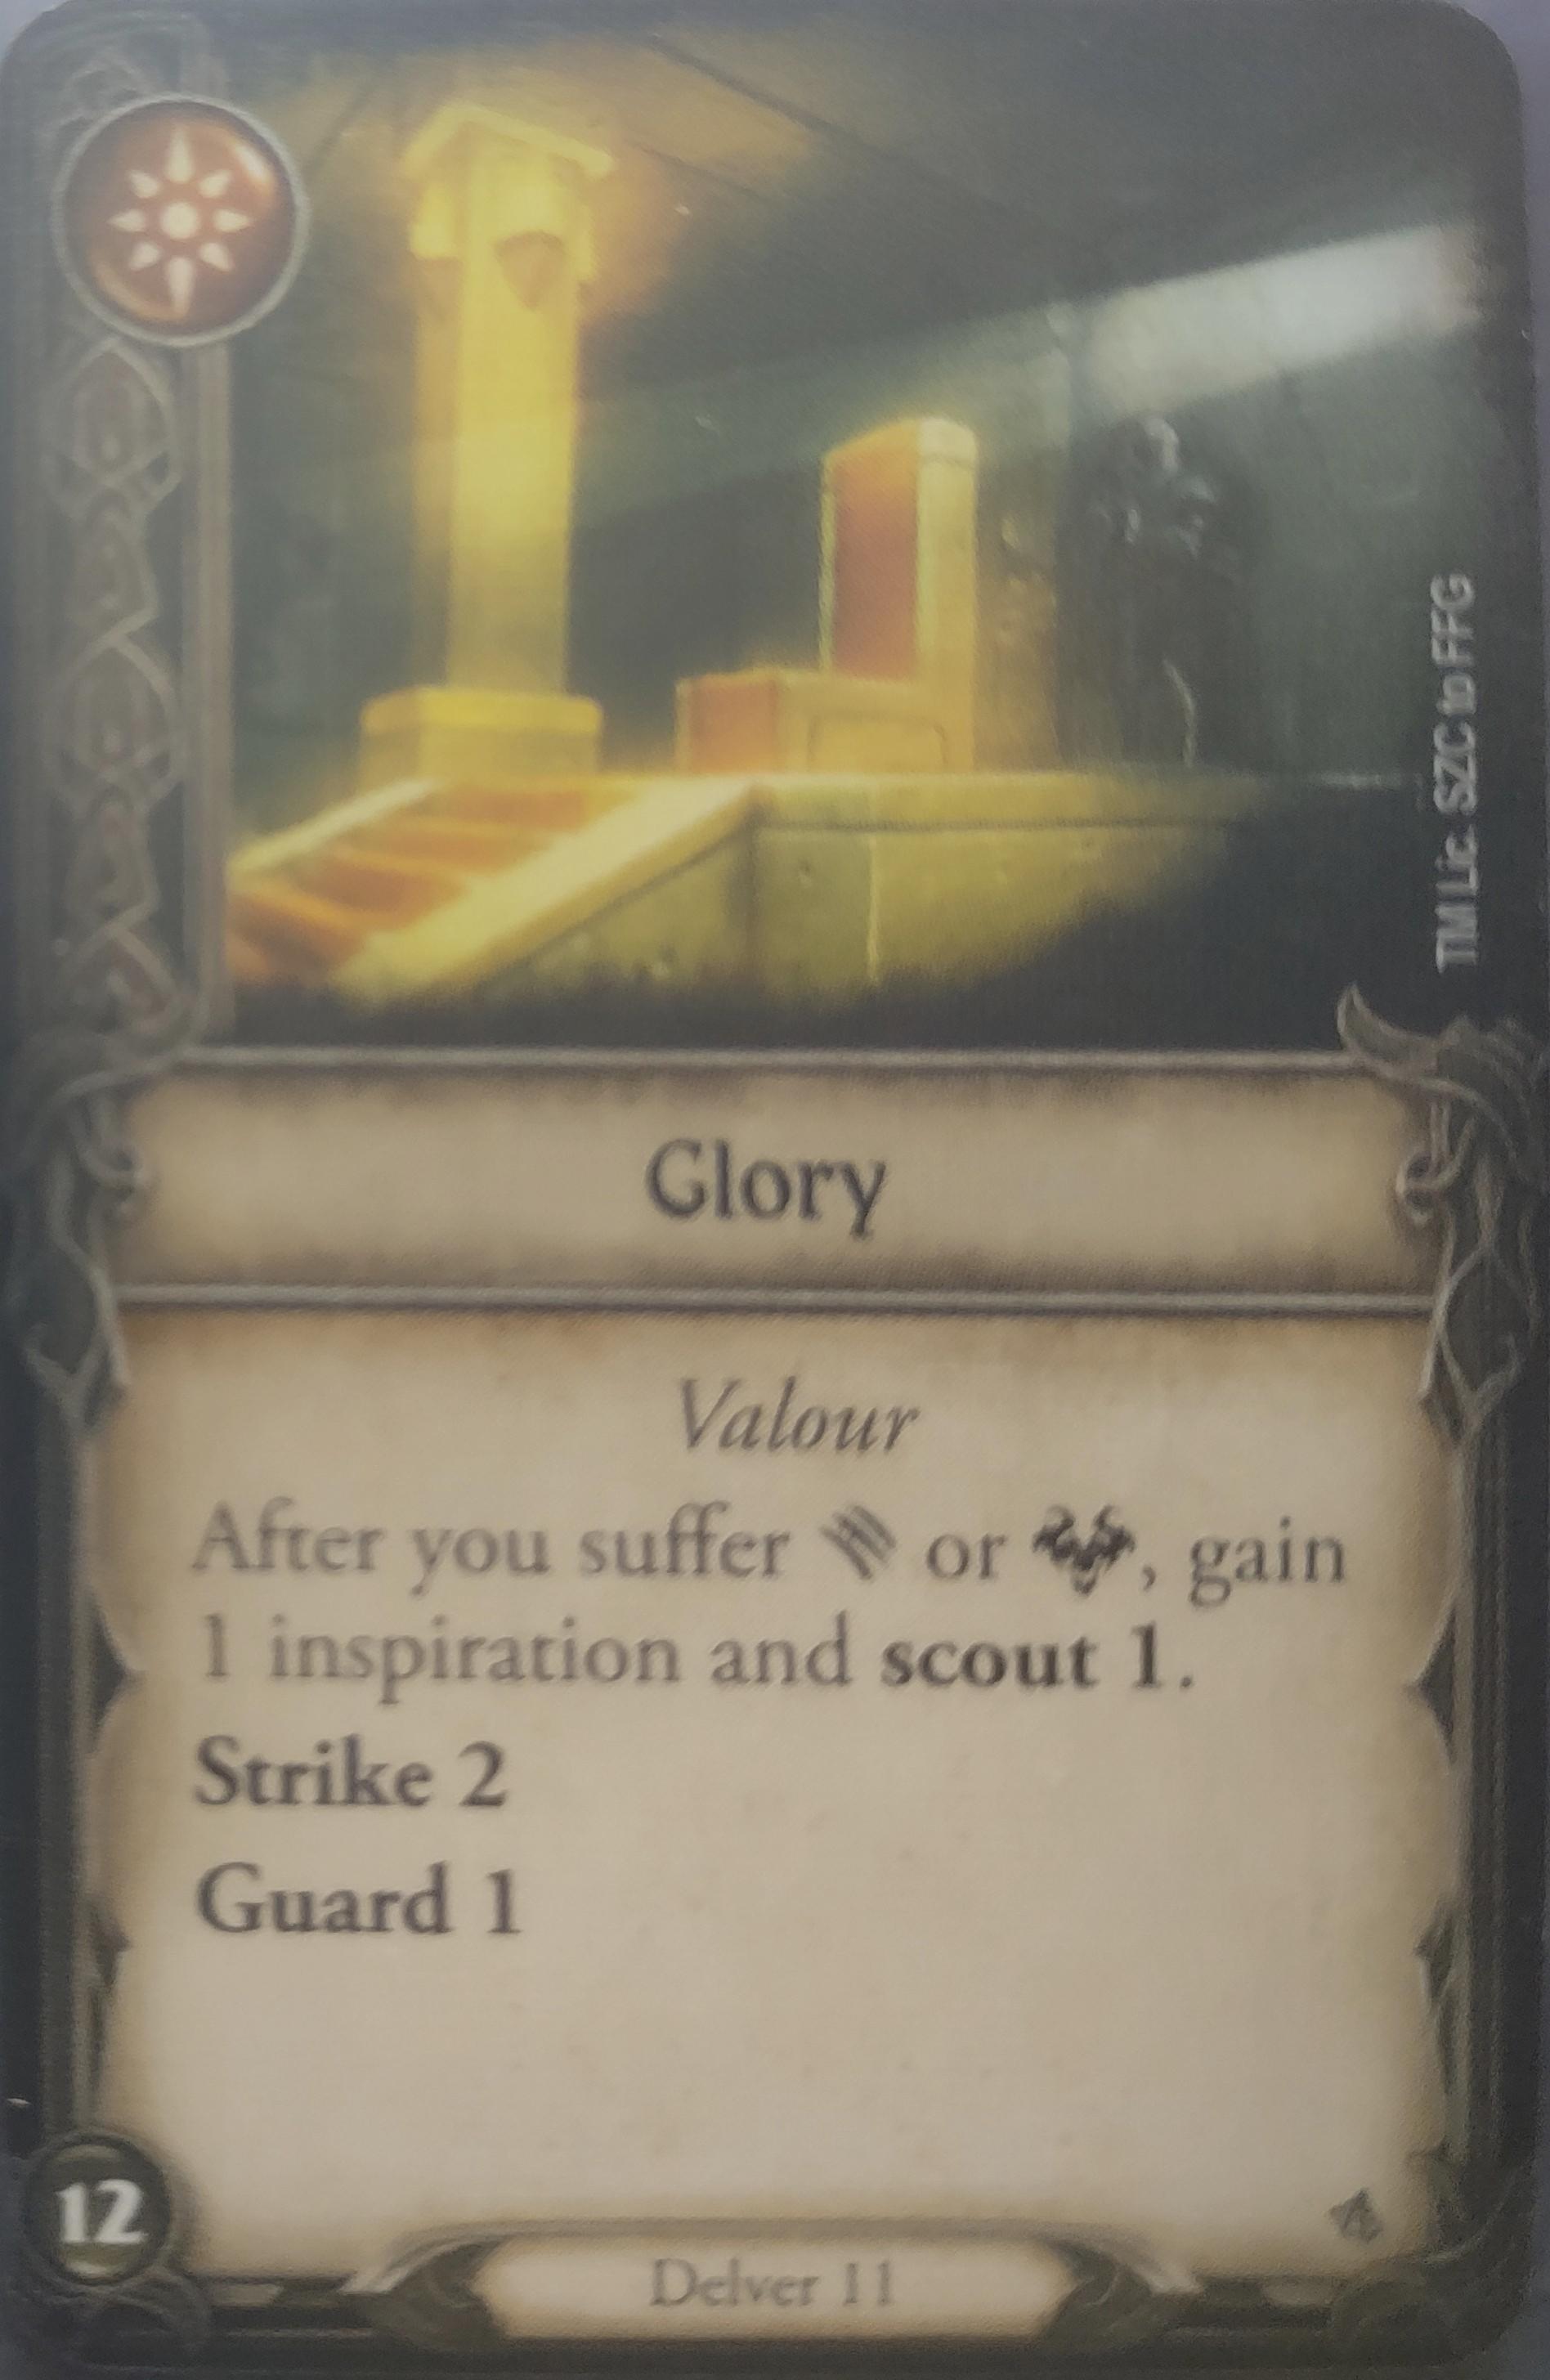 TM Lic. SZC to FFG
Glory
Valour
After you suffer or , gain
1 inspiration and scout 1.
Strike 2
Guard 1
12
Delver 11